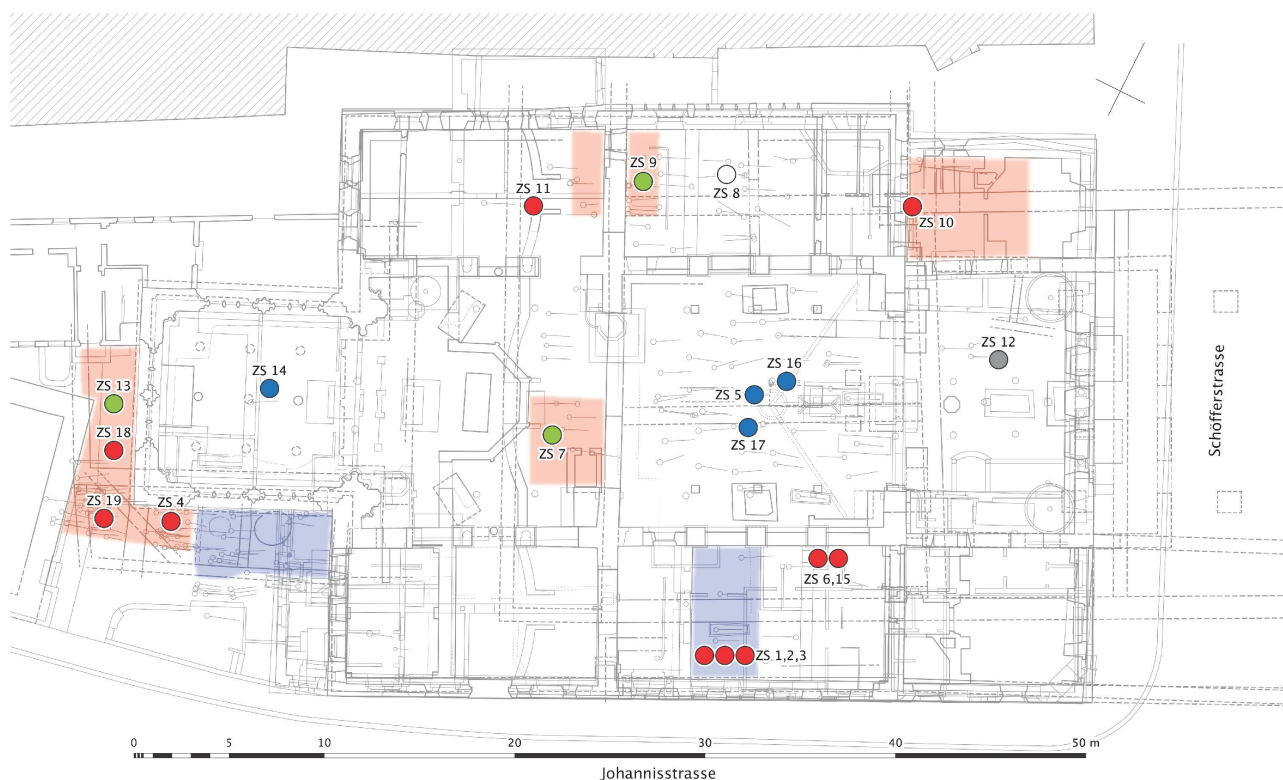 ZS 9
ZS 8
ZS 11
ZS 10
ZS 12
ZS 16
ZS 14
ZS 5
ZS 13
ZS 17
ZS 18
ZS 7
Schöfferstrasse
ZS 19
ZS 4
ZS 6,15
ZS 1,2,3
0 5 10 20 30 40 50 m
Johannisstrasse